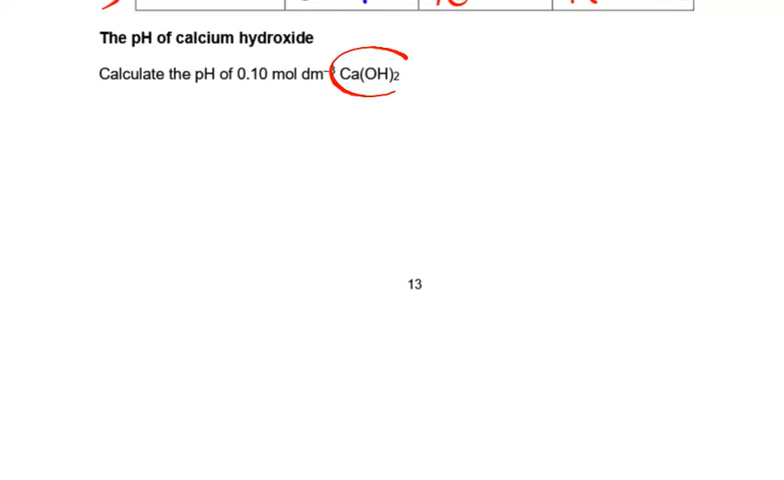 The pH of calcium hydroxide
Calculate the pH of 0.10 mol dm⁻³ Ca(OH)₂
13